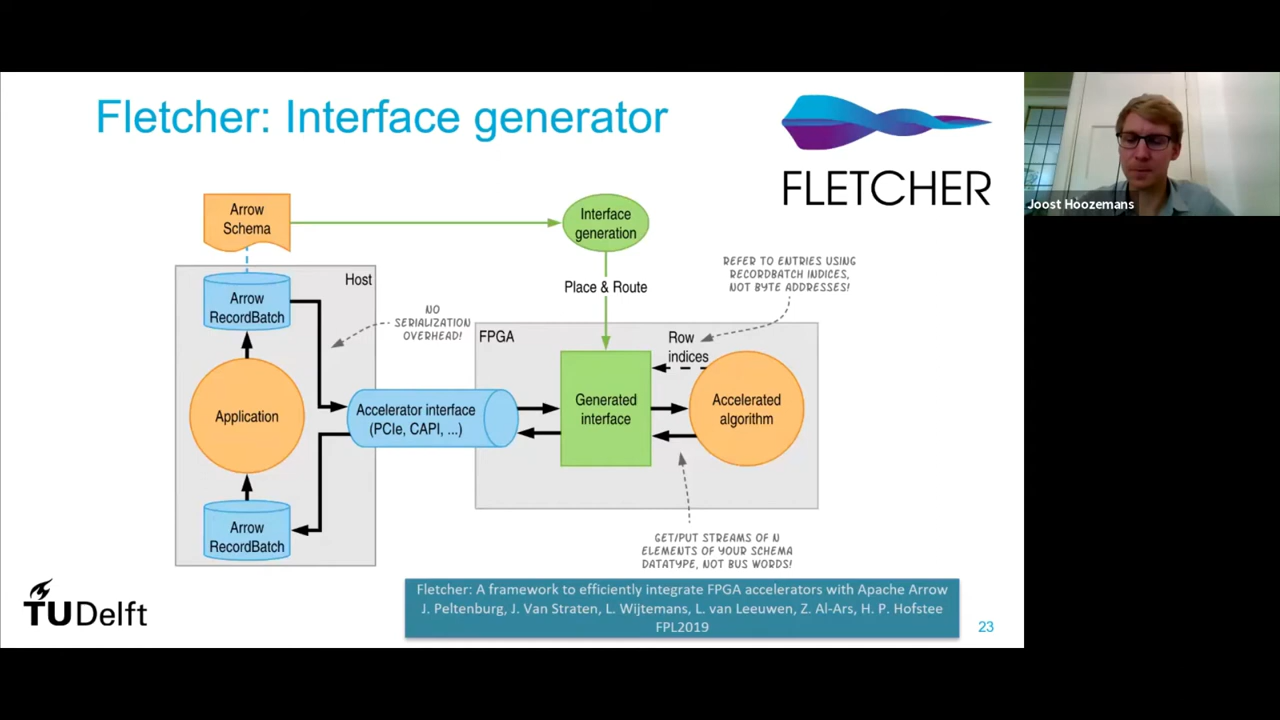 Fletcher: Interface generator
FLETCHER
Joost Hoozemans
Arrow
Schema
Interface
generation
REFER TO ENTRIES USING
RECORDBATCH INDICES,
NOT BYTE ADDRESSES!
Host
Arrow
RecordBatch
Place & Route
NO
SERIALIZATION
OVERHEAD!
FPGA
Row
indices
Application
Accelerator interface
(PCIe, CAPI, ...)
Generated
interface
Accelerated
algorithm
Arrow
RecordBatch
GET/PUT STREAMS OF N
ELEMENTS OF YOUR SCHEMA
DATATYPE, NOT BUS WORDS!
TUDelft
Fletcher: A framework to efficiently integrate FPGA accelerators with Apache Arrow
J. Peltenburg, J. Van Straten, L. Wijtemans, L. van Leeuwen, Z. Al-Ars, H. P. Hofstee
FPL2019
23